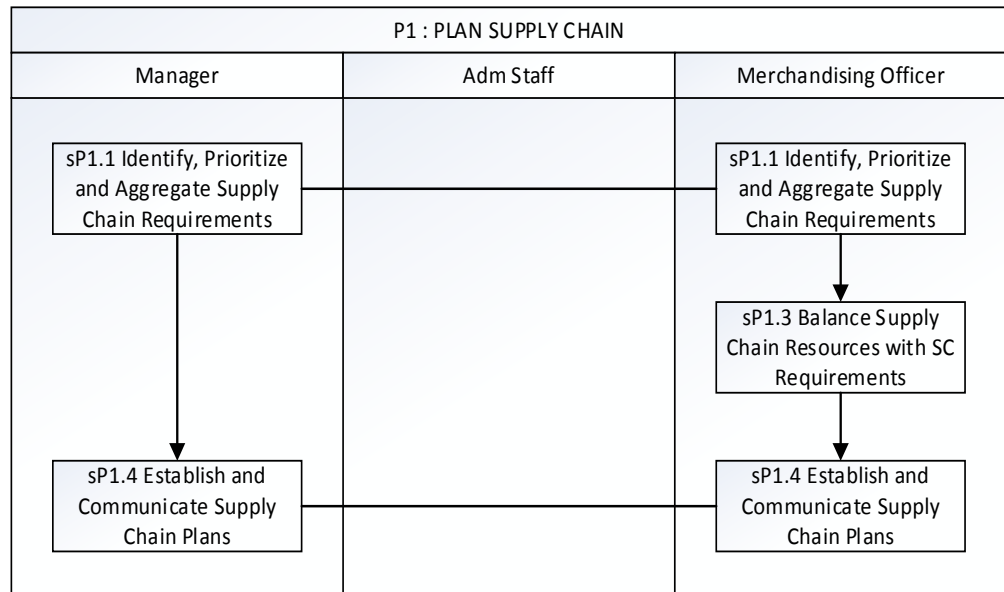 P1 : PLAN SUPPLY CHAIN
Manager
Adm Staff
Merchandising Officer
sP1.1 Identify, Prioritize
and Aggregate Supply
Chain Requirements
sP1.1 Identify, Prioritize
and Aggregate Supply
Chain Requirements
sP1.3 Balance Supply
Chain Resources with SC
Requirements
sP1.4 Establish and
Communicate Supply
Chain Plans
sP1.4 Establish and
Communicate Supply
Chain Plans